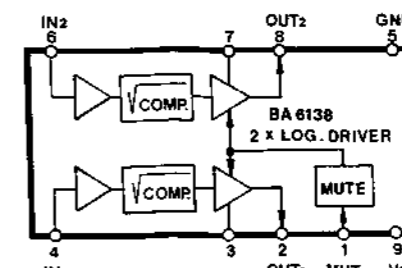 IN2 OUT2
6 7 8 5
√COMP.
BA 6138
2 x LOG. DRIVER
√COMP.
MUTE
4 3 2 1 9